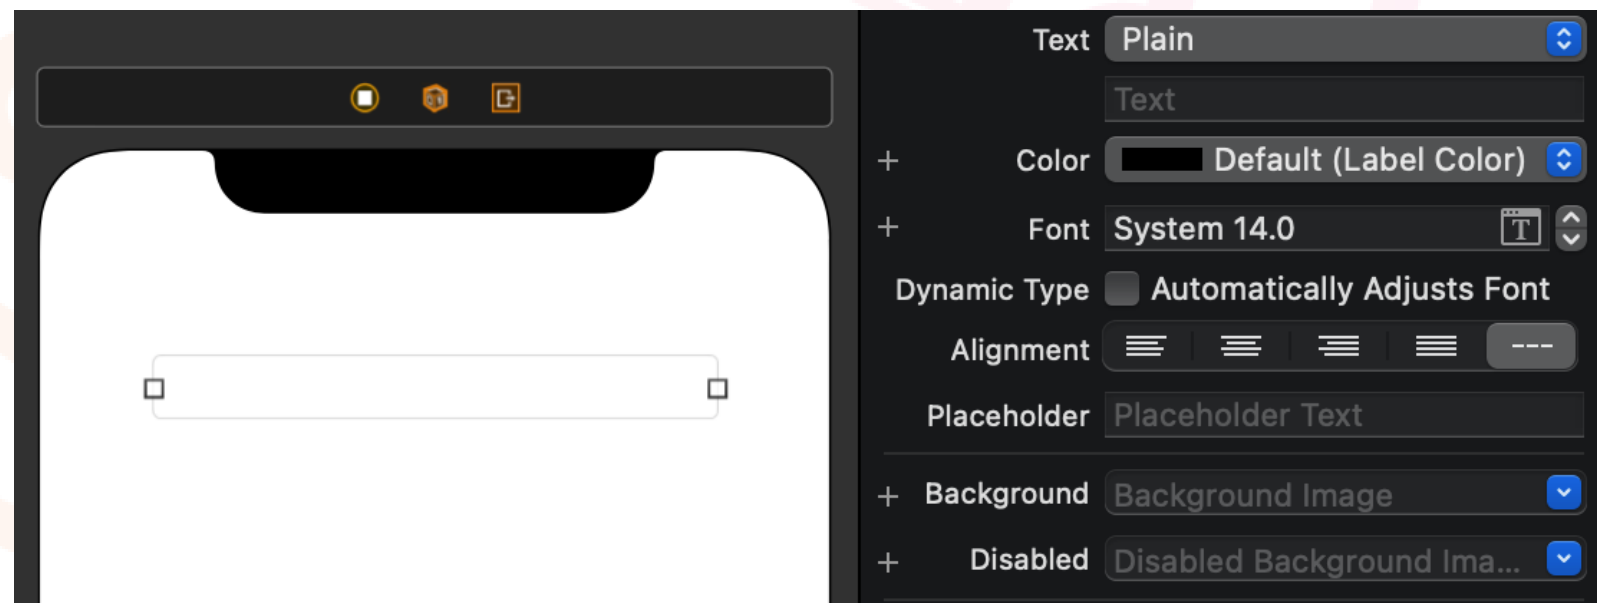 Text Plain
Text
Color Default (Label Color)
Font System 14.0
Dynamic Type Automatically Adjusts Font
Alignment
Placeholder Placeholder Text
Background Background Image
Disabled Disabled Background Ima...